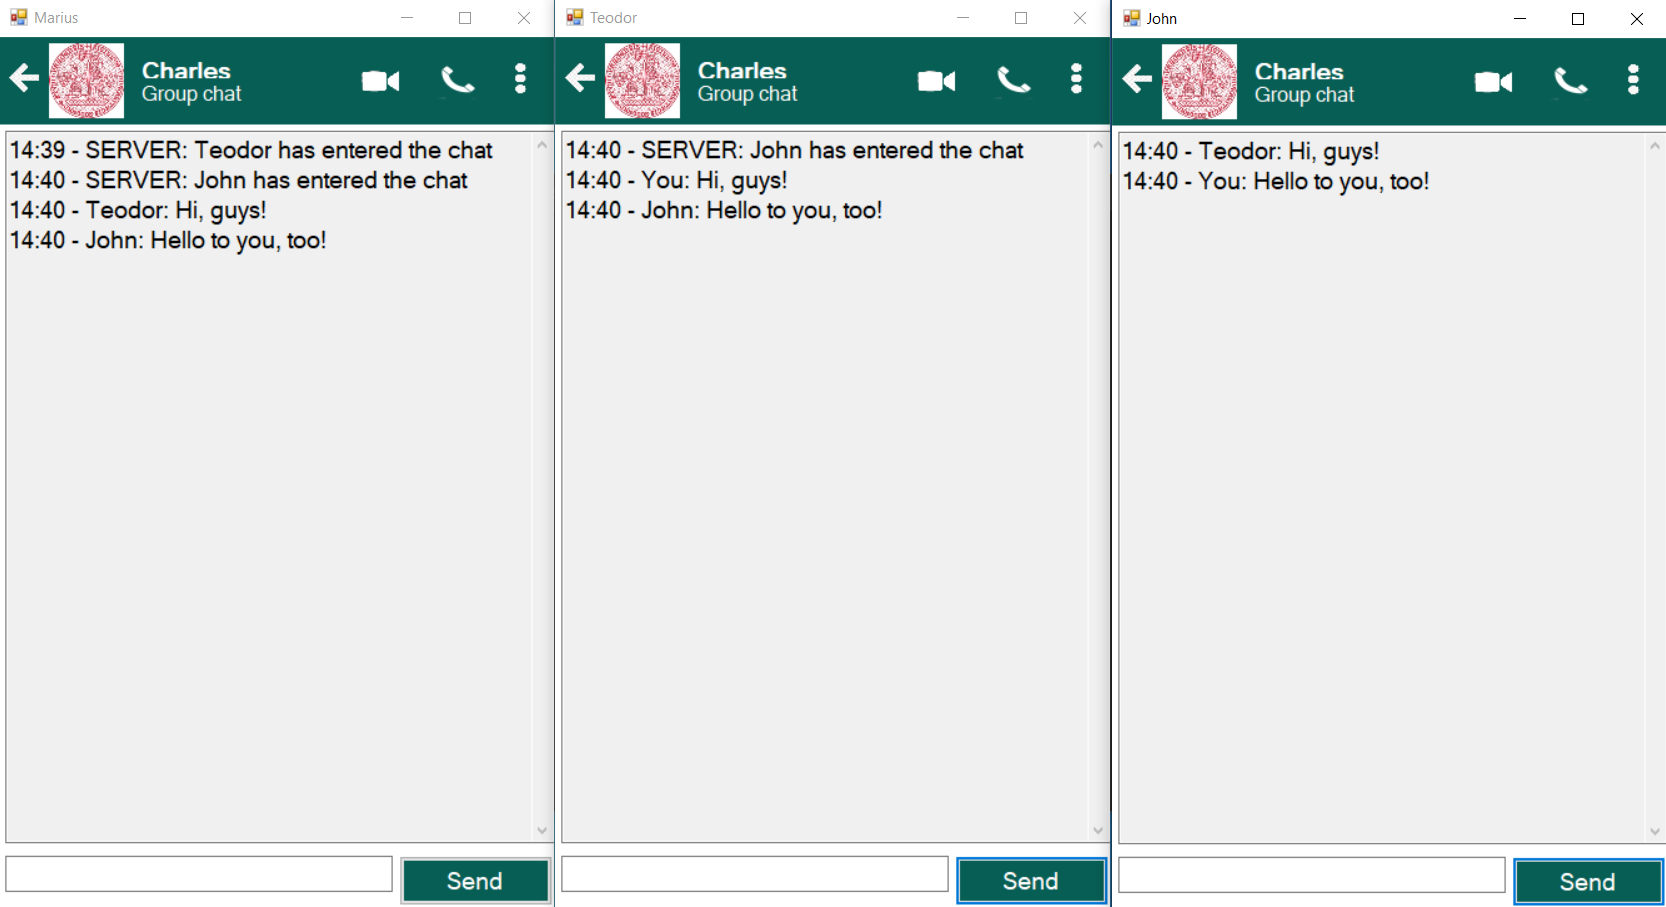 Marius
Charles
Group chat
14:39 - SERVER: Teodor has entered the chat
14:40 - SERVER: John has entered the chat
14:40 - Teodor: Hi, guys!
14:40 - John: Hello to you, too!
Send
Teodor
Charles
Group chat
14:40 - SERVER: John has entered the chat
14:40 - You: Hi, guys!
14:40 - John: Hello to you, too!
Send
John
Charles
Group chat
14:40 - Teodor: Hi, guys!
14:40 - You: Hello to you, too!
Send